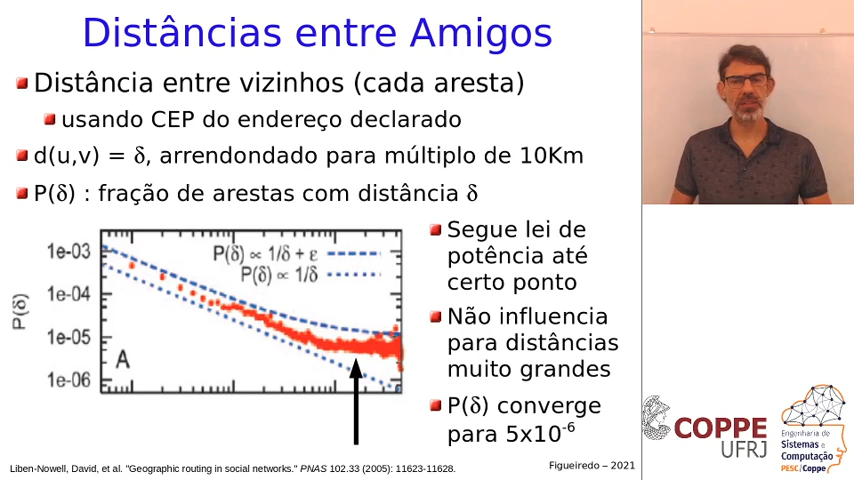 Distâncias entre Amigos
Distância entre vizinhos (cada aresta)
usando CEP do endereço declarado
d(u,v) = δ, arrendondado para múltiplo de 10Km
P(δ) : fração de arestas com distância δ
P(δ)
1e-03
1e-04
1e-05
1e-06
P(δ) ∝ 1/δ + ε
P(δ) ∝ 1/δ
A
Segue lei de
potência até
certo ponto
Não influencia
para distâncias
muito grandes
P(δ) converge
para 5x10⁻⁶
Liben-Nowell, David, et al. "Geographic routing in social networks." PNAS 102.33 (2005): 11623-11628.
Figueiredo – 2021
COPPE
UFRJ
Engenharia de
Sistemas e
Computação
PESC/Coppe